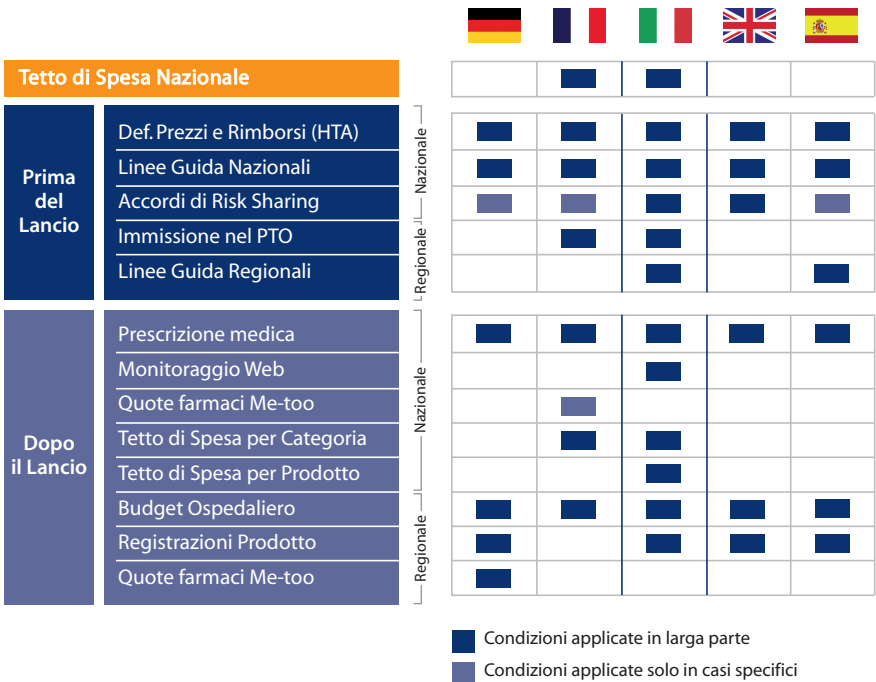 Tetto di Spesa Nazionale
Prima
del
Lancio
Def. Prezzi e Rimborsi (HTA)
Linee Guida Nazionali
Accordi di Risk Sharing
Immissione nel PTO
Linee Guida Regionali
Nazionale
Regionale
Dopo
il Lancio
Prescrizione medica
Monitoraggio Web
Quote farmaci Me-too
Tetto di Spesa per Categoria
Tetto di Spesa per Prodotto
Budget Ospedaliero
Registrazioni Prodotto
Quote farmaci Me-too
Nazionale
Regionale
Condizioni applicate in larga parte
Condizioni applicate solo in casi specifici